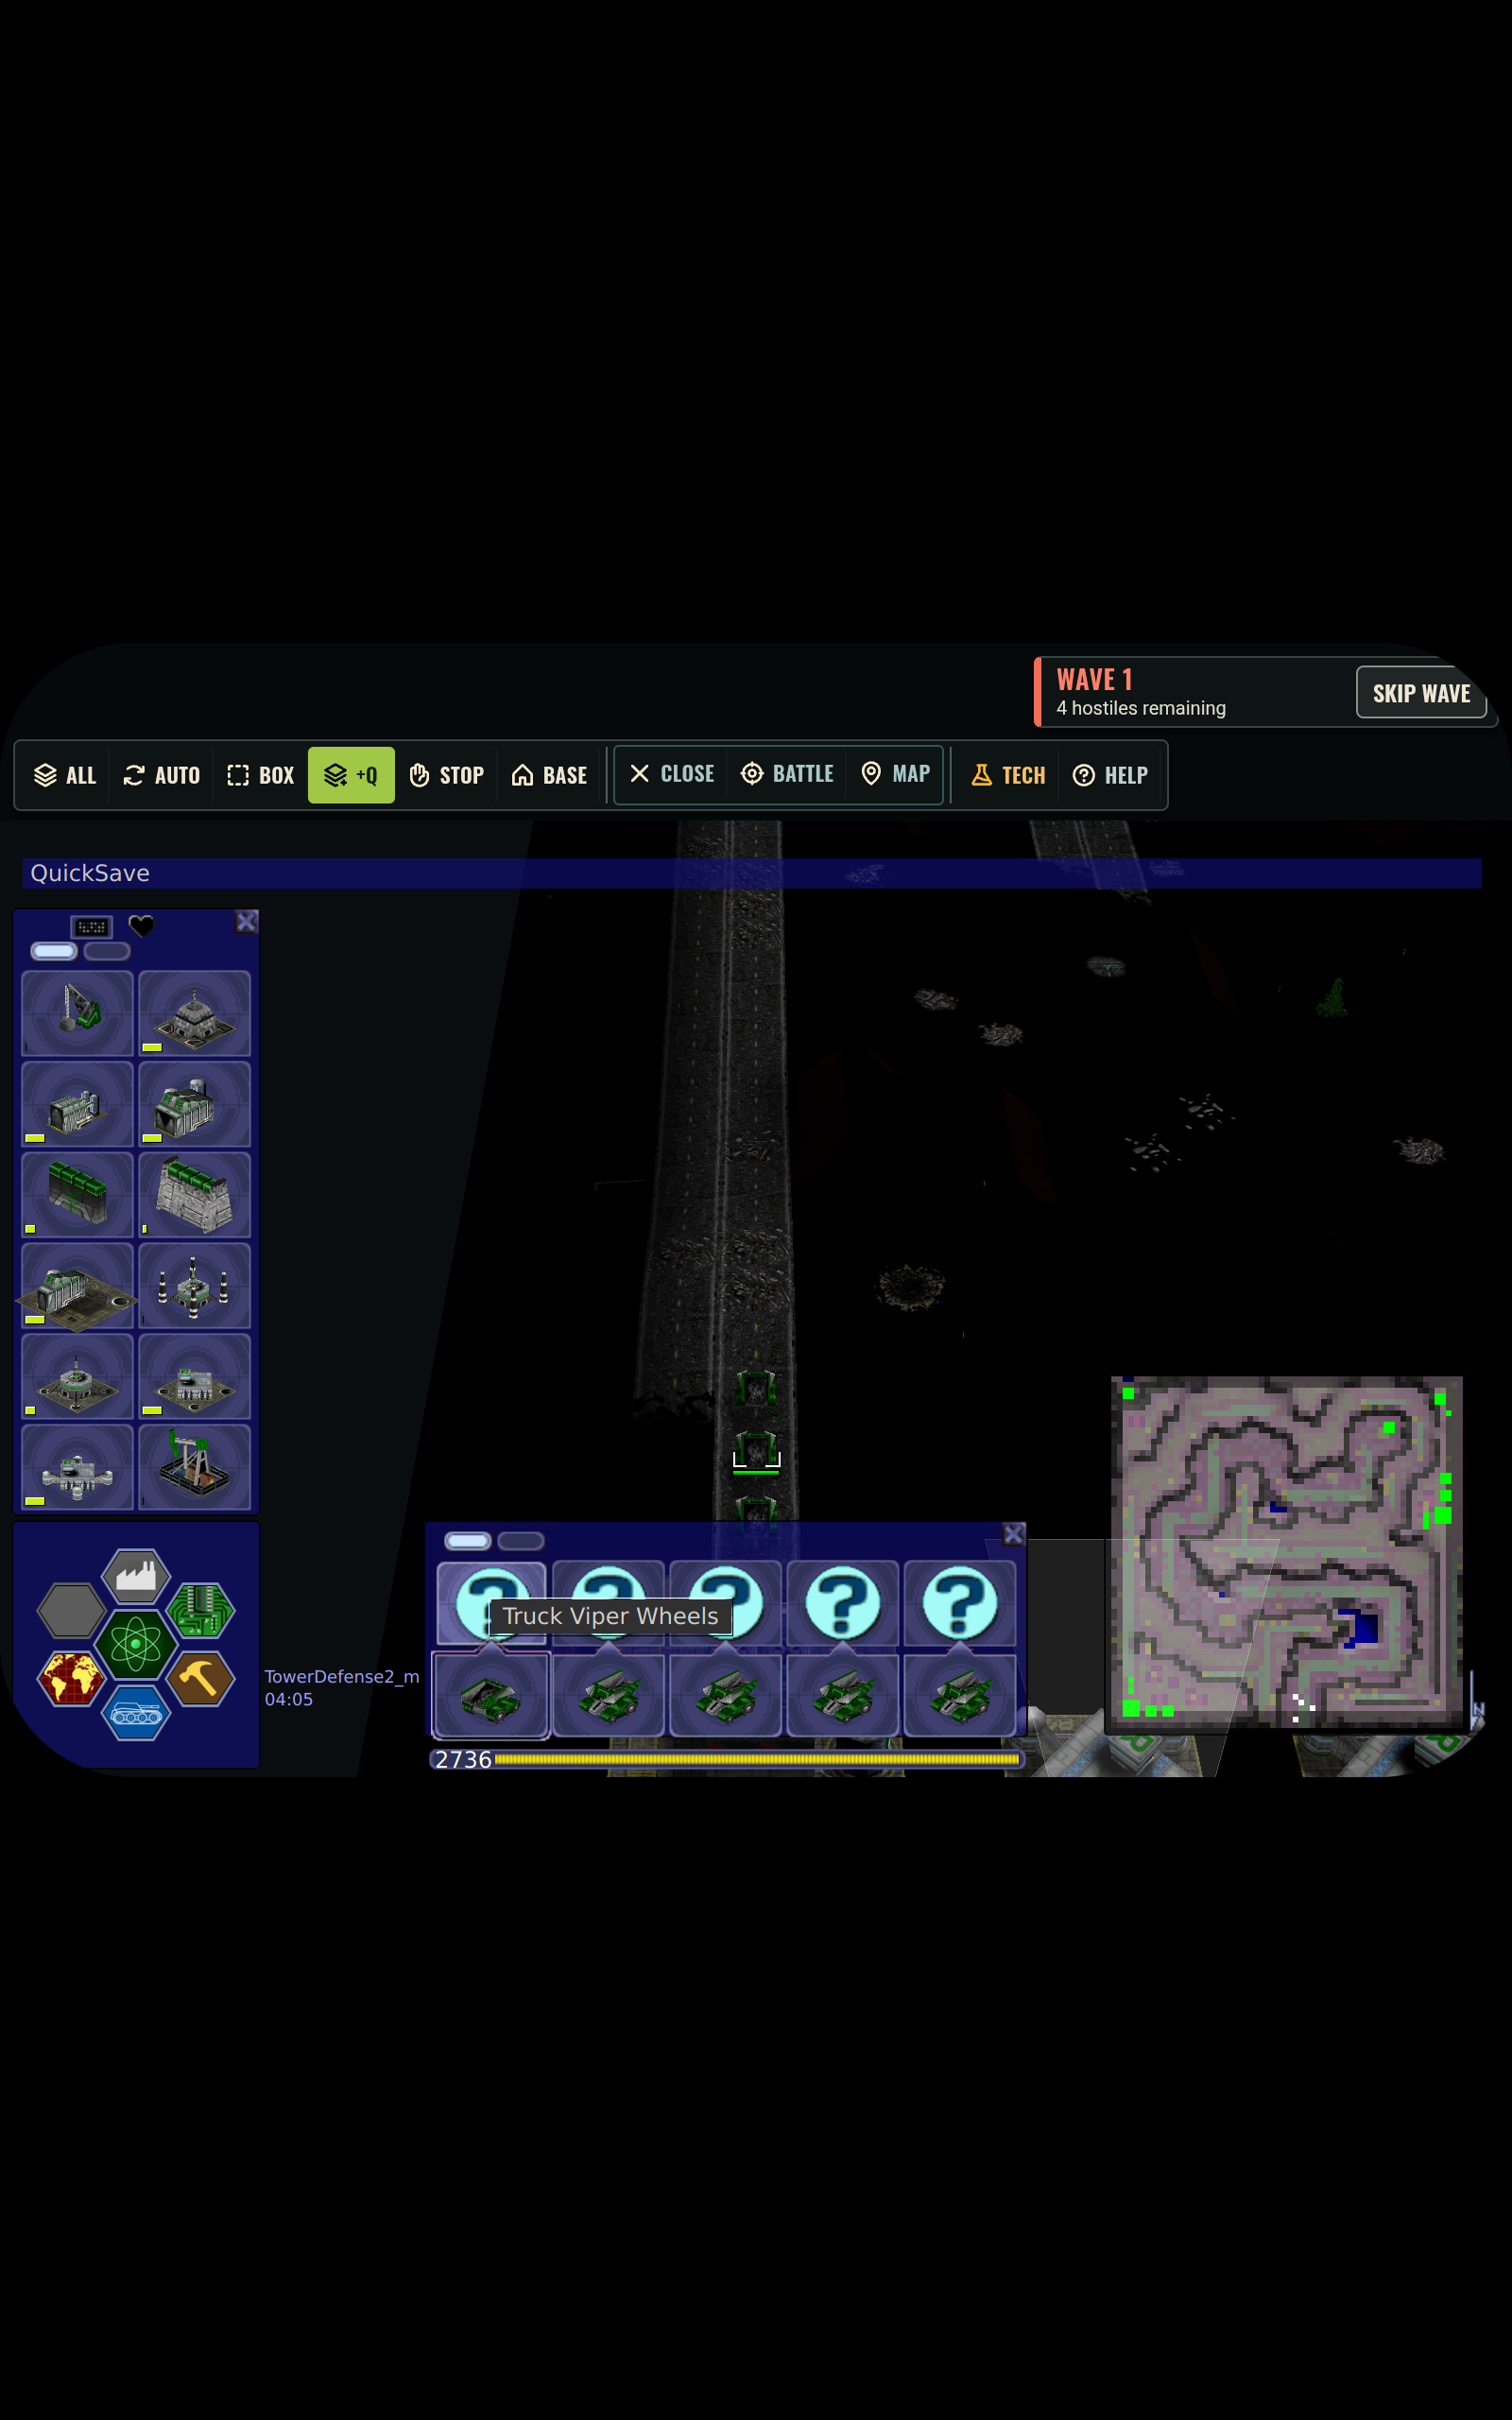 WAVE 1
4 hostiles remaining
SKIP WAVE
ALL
AUTO
BOX
+Q
STOP
BASE
CLOSE
BATTLE
MAP
TECH
HELP
QuickSave
Truck Viper Wheels
TowerDefense2_m
04:05
2736
N